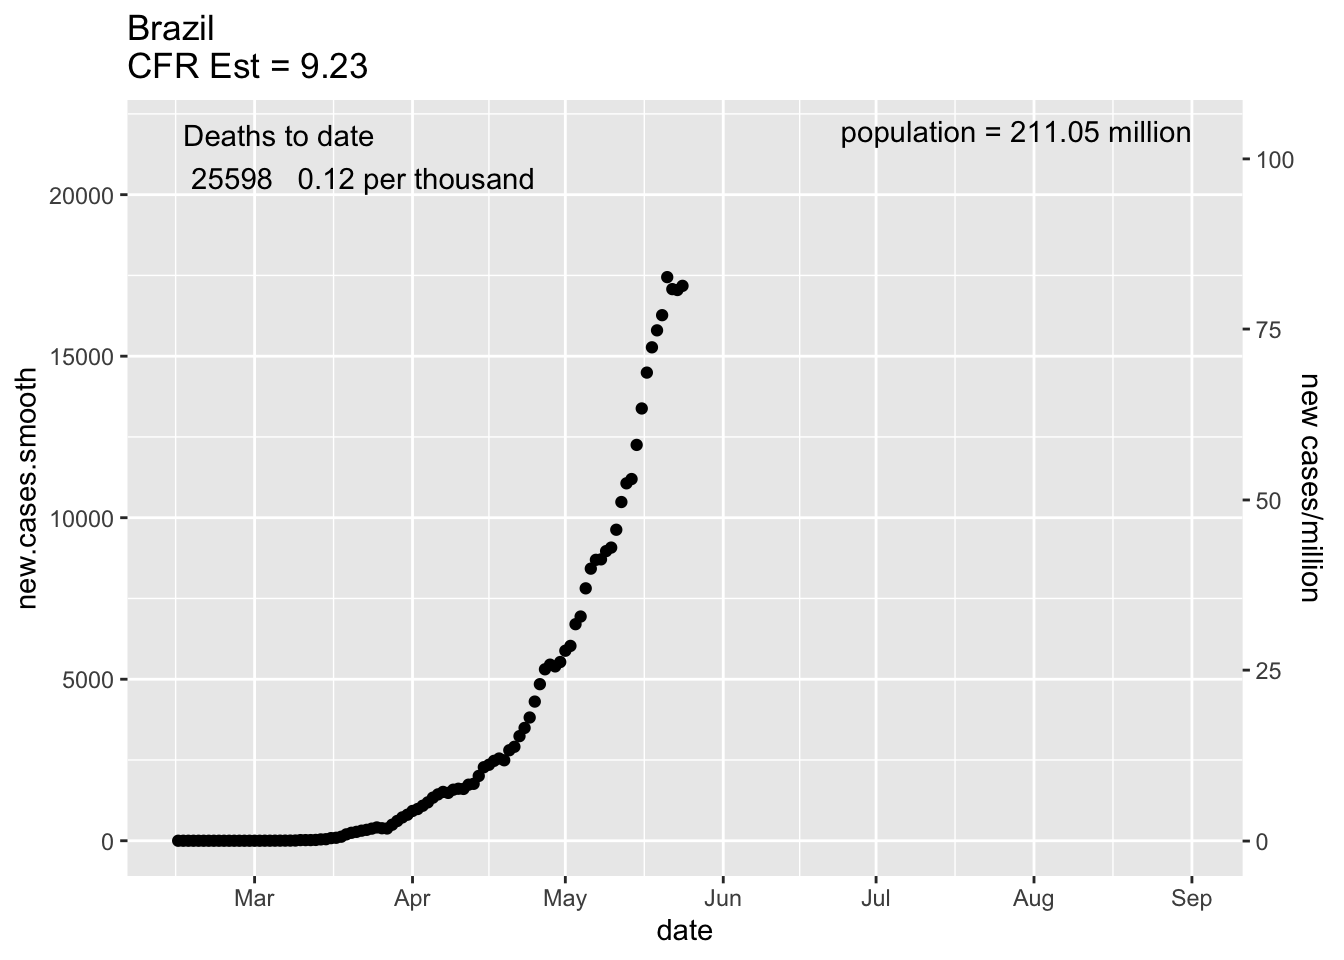 Brazil
CFR Est = 9.23
Deaths to date
25598 0.12 per thousand
population = 211.05 million
20000
15000
10000
5000
0
new.cases.smooth
100
75
50
25
0
new cases/million
Mar Apr May Jun Jul Aug Sep
date